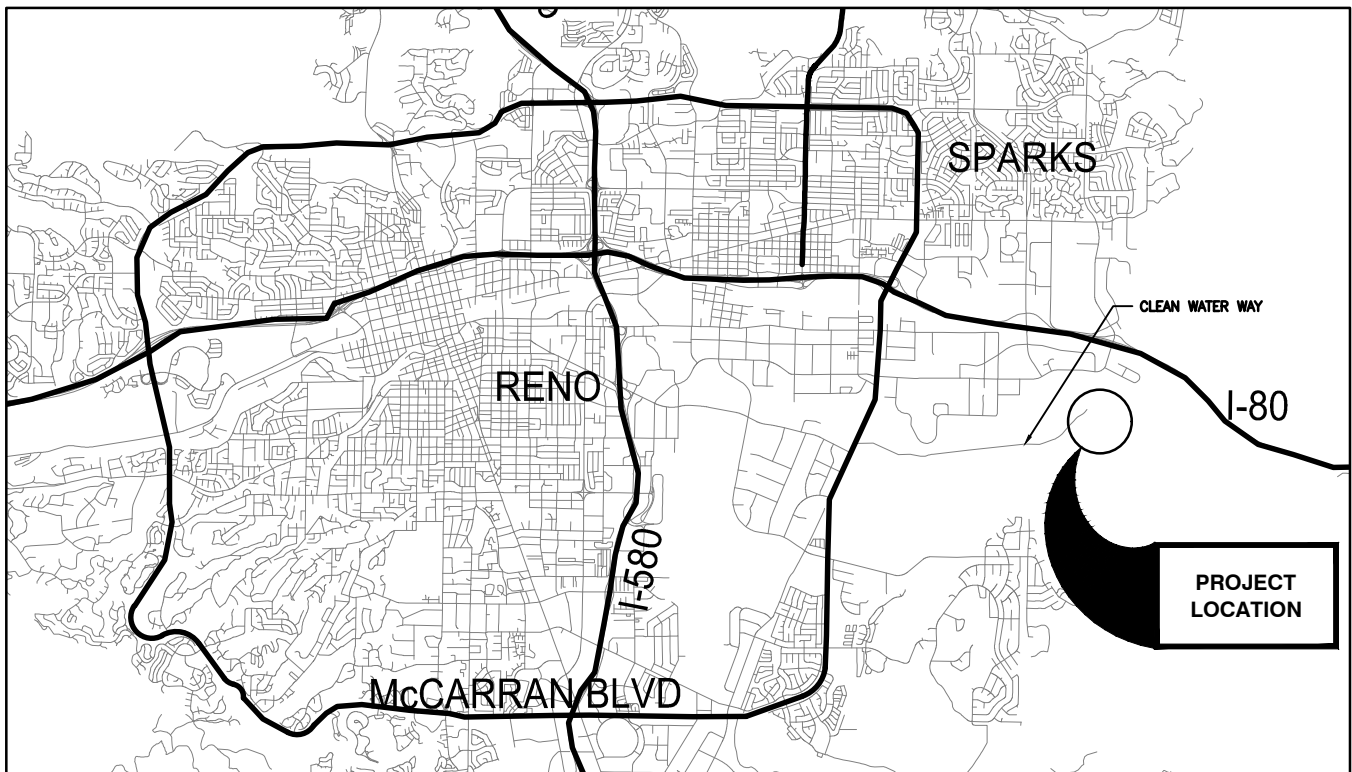 SPARKS
CLEAN WATER WAY
RENO
I-80
I-580
PROJECT
LOCATION
McCARRAN BLVD